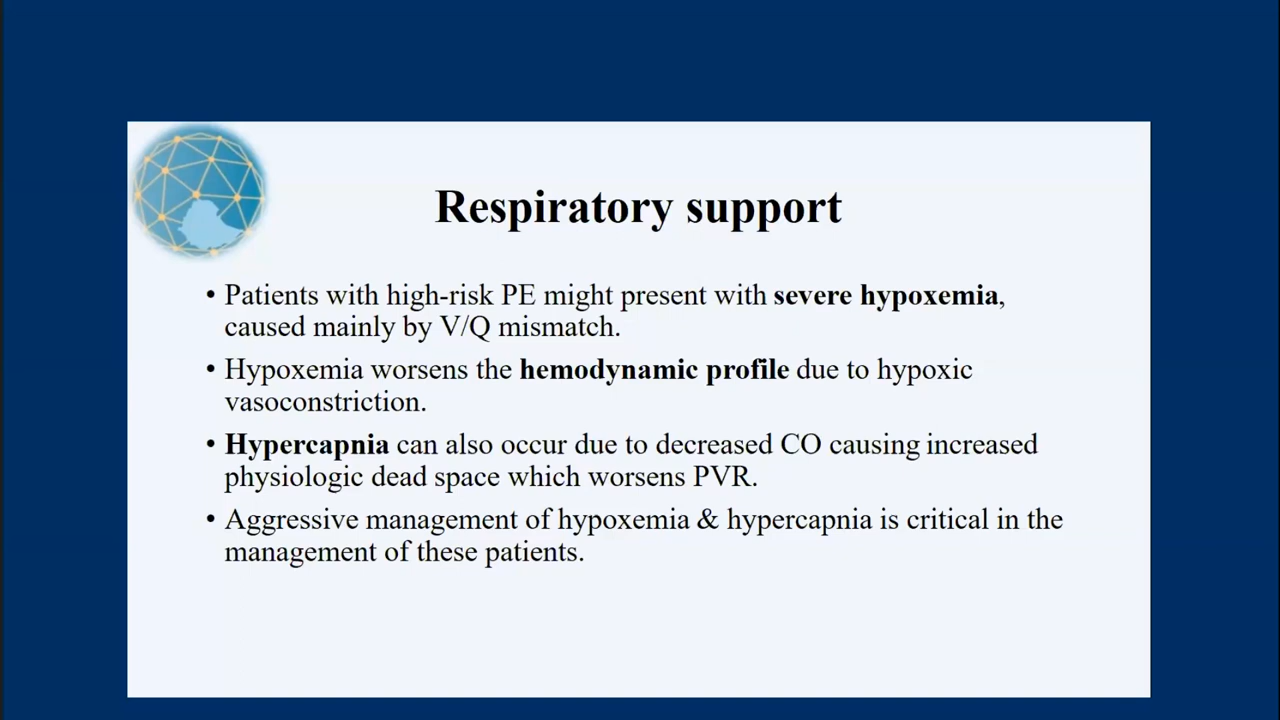 Respiratory support
• Patients with high-risk PE might present with severe hypoxemia,
caused mainly by V/Q mismatch.
• Hypoxemia worsens the hemodynamic profile due to hypoxic
vasoconstriction.
• Hypercapnia can also occur due to decreased CO causing increased
physiologic dead space which worsens PVR.
• Aggressive management of hypoxemia & hypercapnia is critical in the
management of these patients.